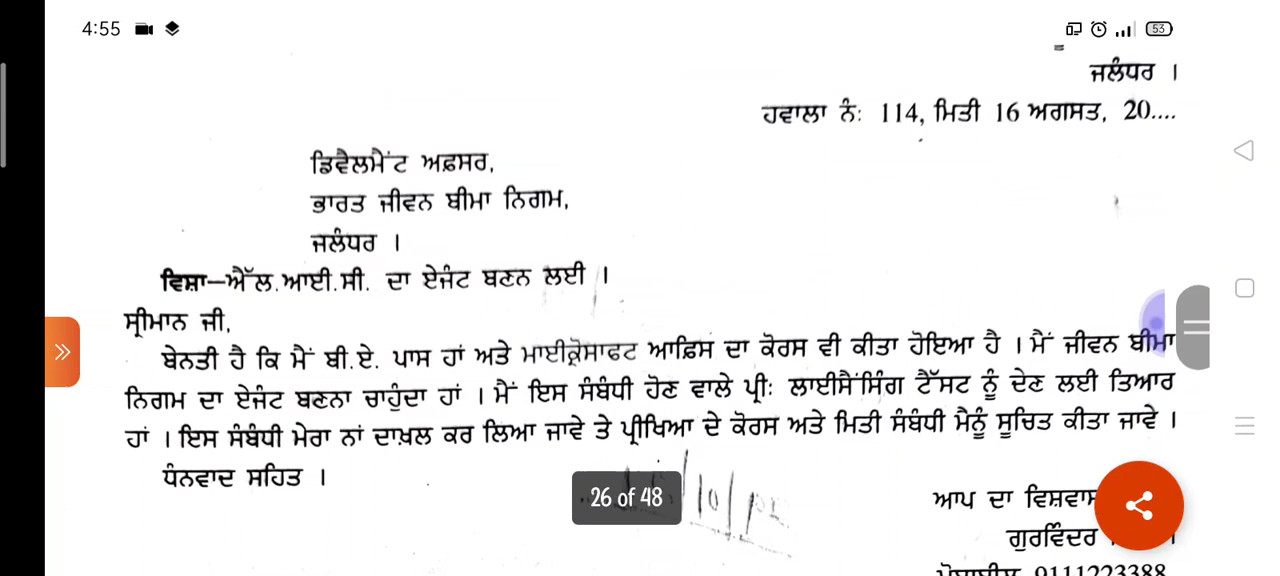 4:55
53
ਜਲੰਧਰ ।
ਹਵਾਲਾ ਨੰ: 114, ਮਿਤੀ 16 ਅਗਸਤ, 20....
ਡਿਵੈਲਮੈਂਟ ਅਫ਼ਸਰ,
ਭਾਰਤ ਜੀਵਨ ਬੀਮਾ ਨਿਗਮ,
ਜਲੰਧਰ ।
ਵਿਸ਼ਾ—ਐੱਲ.ਆਈ.ਸੀ. ਦਾ ਏਜੰਟ ਬਣਨ ਲਈ ।
ਸ੍ਰੀਮਾਨ ਜੀ,
ਬੇਨਤੀ ਹੈ ਕਿ ਮੈਂ ਬੀ.ਏ. ਪਾਸ ਹਾਂ ਅਤੇ ਮਾਈਕ੍ਰੋਸਾਫਟ ਆਫ਼ਿਸ ਦਾ ਕੋਰਸ ਵੀ ਕੀਤਾ ਹੋਇਆ ਹੈ । ਮੈਂ ਜੀਵਨ ਬੀਮਾ
ਨਿਗਮ ਦਾ ਏਜੰਟ ਬਣਨਾ ਚਾਹੁੰਦਾ ਹਾਂ । ਮੈਂ ਇਸ ਸੰਬੰਧੀ ਹੋਣ ਵਾਲੇ ਪ੍ਰੀ: ਲਾਈਸੈਂਸਿੰਗ ਟੈੱਸਟ ਨੂੰ ਦੇਣ ਲਈ ਤਿਆਰ
ਹਾਂ । ਇਸ ਸੰਬੰਧੀ ਮੇਰਾ ਨਾਂ ਦਾਖ਼ਲ ਕਰ ਲਿਆ ਜਾਵੇ ਤੇ ਪ੍ਰੀਖਿਆ ਦੇ ਕੋਰਸ ਅਤੇ ਮਿਤੀ ਸੰਬੰਧੀ ਮੈਨੂੰ ਸੂਚਿਤ ਕੀਤਾ ਜਾਵੇ ।
ਧੰਨਵਾਦ ਸਹਿਤ ।
26 of 48
ਆਪ ਦਾ
ਗੁਰਵਿੰਦਰ
9111223388